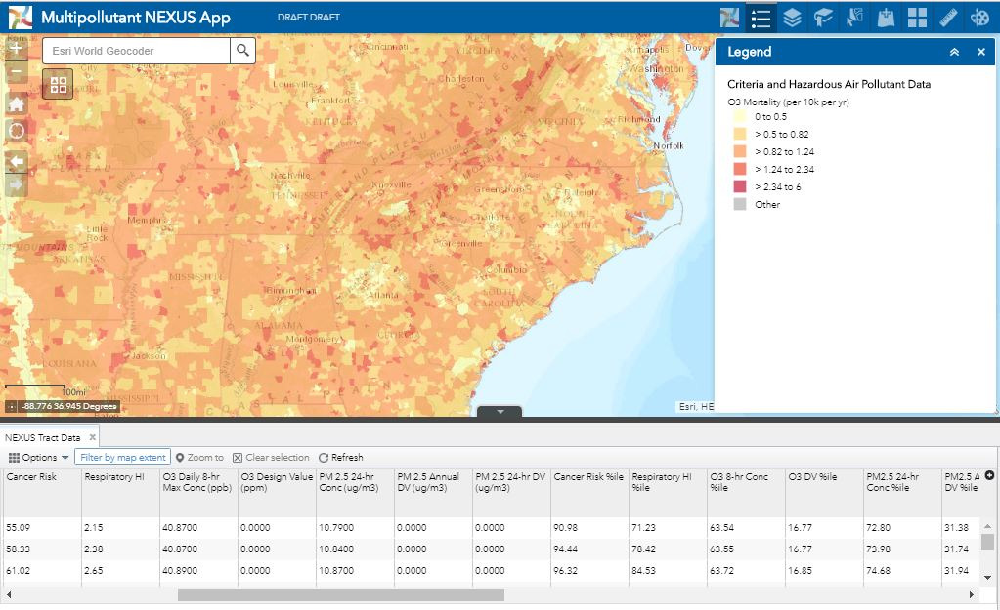 Multipollutant NEXUS App
DRAFT DRAFT
Esri World Geocoder
Legend
Criteria and Hazardous Air Pollutant Data
O3 Mortality (per 10k per yr)
0 to 0.5
> 0.5 to 0.82
> 0.82 to 1.24
> 1.24 to 2.34
> 2.34 to 6
Other
Cincinnati
Annapolis
Dover
Washington
Louisville
Frankfort
Charleston
KENTUCKY
VIRGINIA
Richmond
Norfolk
Nashville
TENNESSEE
Knoxville
Greensboro
Raleigh
Charlotte
NORTH
CAROLINA
Memphis
Little
Rock
ARKANSAS
Greenville
Columbia
SOUTH
CAROLINA
MISSISSIPPI
Birmingham
Atlanta
ALABAMA
Montgomery
GEORGIA
Jackson
LOUISIANA
COASTAL PLAIN
100mi
-88.776 36.945 Degrees
Esri, HE
NEXUS Tract Data
Options
Filter by map extent
Zoom to
Clear selection
Refresh
Cancer Risk Respiratory HI O3 Daily 8-hr Max Conc (ppb) O3 Design Value (ppm) PM 2.5 24-hr Conc (ug/m3) PM 2.5 Annual DV (ug/m3) PM 2.5 24-hr DV (ug/m3) Cancer Risk %ile Respiratory HI %ile O3 8-hr Conc %ile O3 DV %ile PM2.5 24-hr Conc %ile PM2.5 A DV %ile
55.09 2.15 40.8700 0.0000 10.7900 0.0000 0.0000 90.98 71.23 63.54 16.77 72.80 31.38
58.33 2.38 40.8700 0.0000 10.8400 0.0000 0.0000 94.44 78.42 63.55 16.77 73.98 31.74
61.02 2.65 40.8900 0.0000 10.8700 0.0000 0.0000 96.32 84.53 63.72 16.85 74.68 31.94